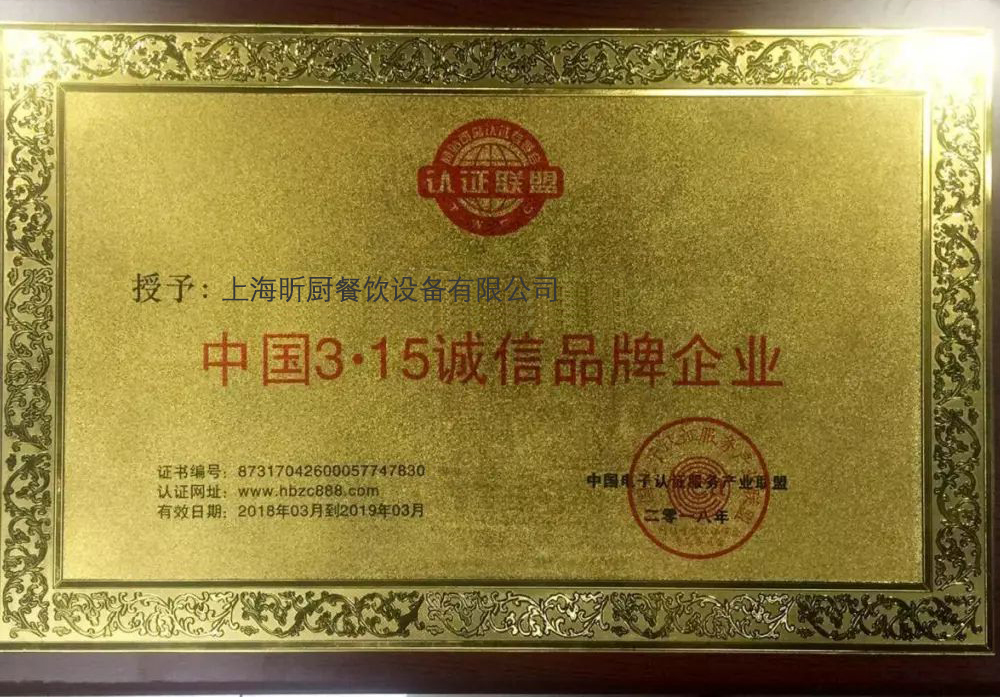 认证联盟
授予：上海昕厨餐饮设备有限公司
中国3·15诚信品牌企业
证书编号：87317042600057747830
认证网址：www.hbzc888.com
有效日期：2018年03月到2019年03月
中国电子认证服务产业联盟
二零一八年